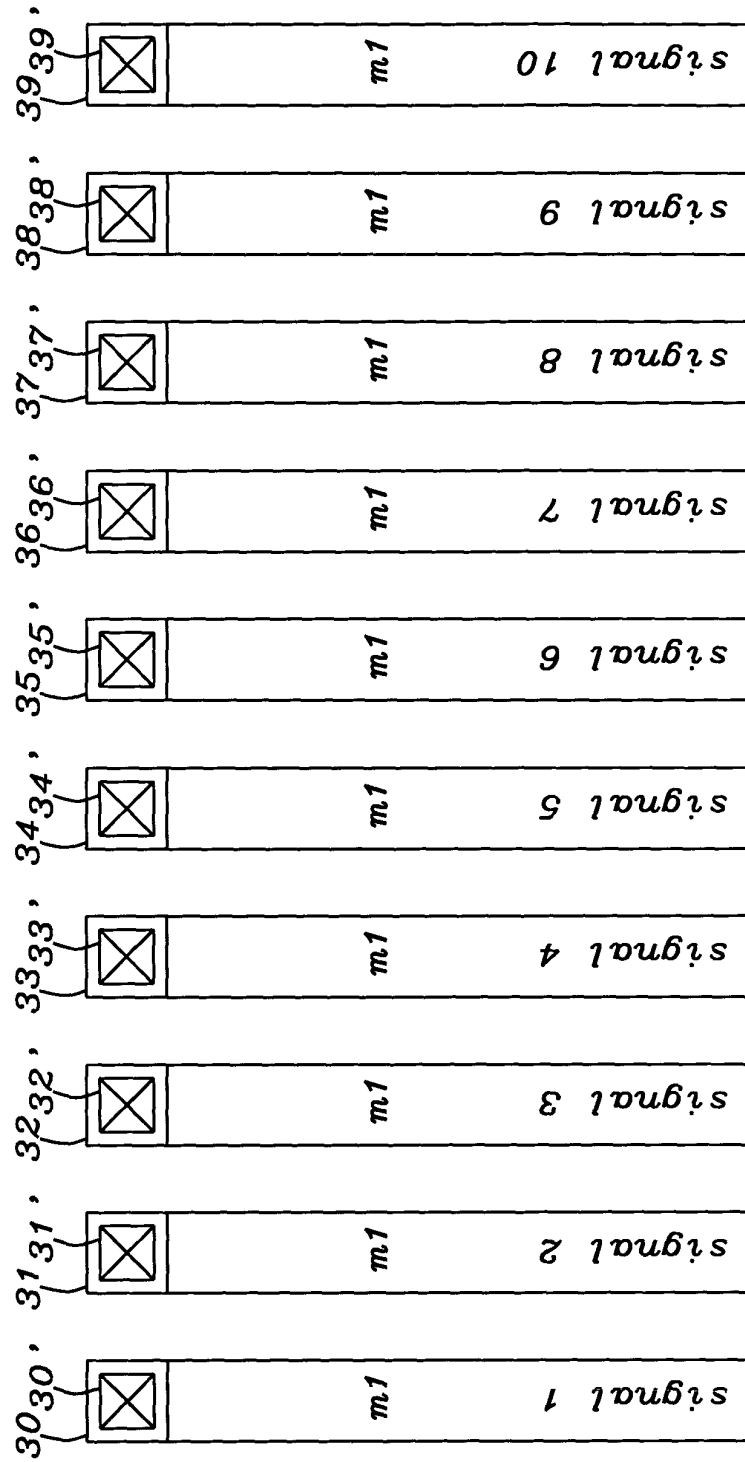 39 39' m1 signal 10
38 38' m1 signal 9
37 37' m1 signal 8
36 36' m1 signal 7
35 35' m1 signal 6
34 34' m1 signal 5
33 33' m1 signal 4
32 32' m1 signal 3
31 31' m1 signal 2
30 30' m1 signal 1